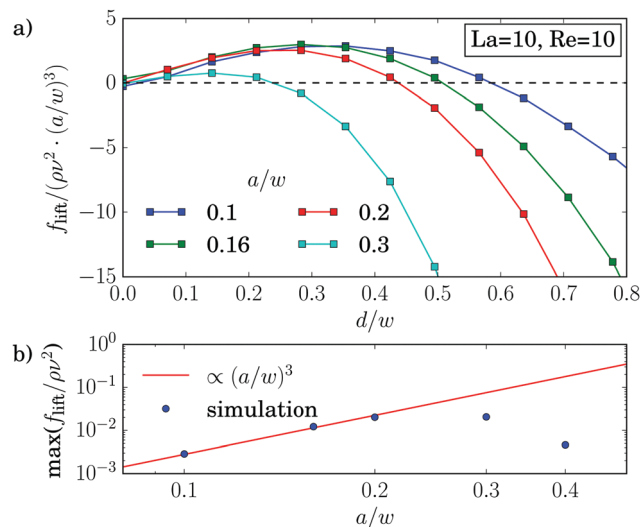 a)
La=10, Re=10
f_lift/(ρν² · (a/w)³)
5
0
−5
−10
−15
a/w
0.1
0.2
0.16
0.3
0.0 0.1 0.2 0.3 0.4 0.5 0.6 0.7 0.8
d/w
b)
max(f_lift/ρν²)
10⁰
10⁻¹
10⁻²
10⁻³
∝ (a/w)³
simulation
0.1 0.2 0.3 0.4
a/w